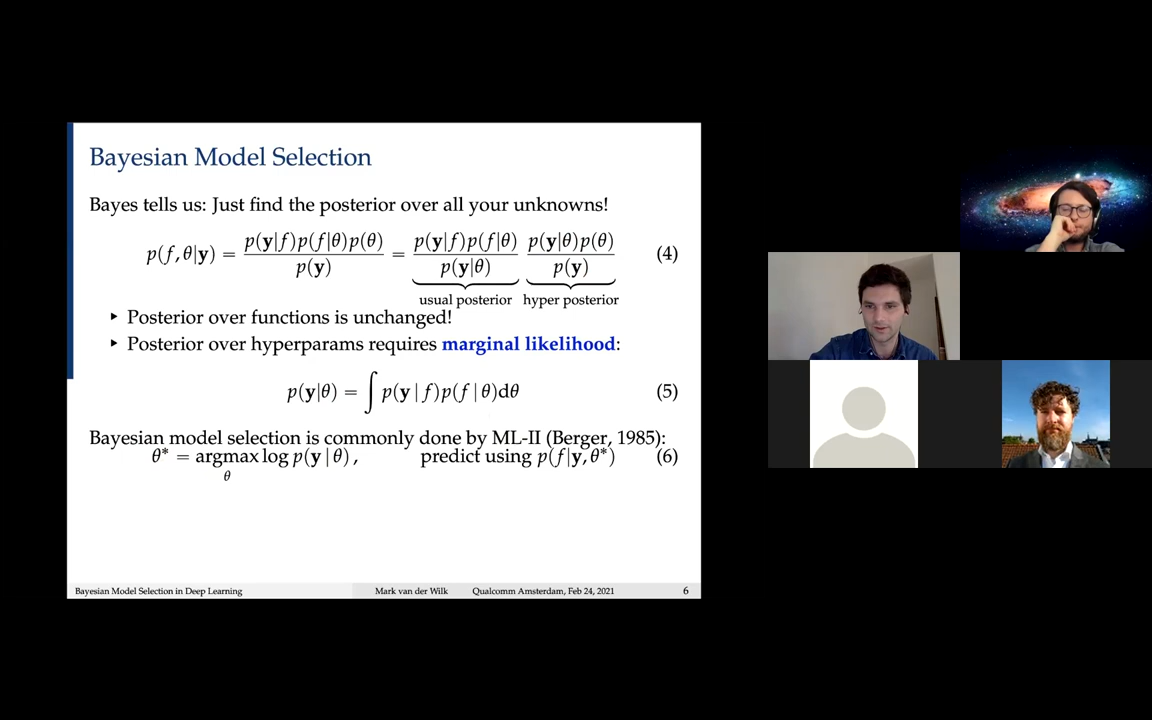 Bayesian Model Selection
Bayes tells us: Just find the posterior over all your unknowns!
p(f, θ|y) = p(y|f)p(f|θ)p(θ) / p(y) = p(y|f)p(f|θ) / p(y|θ) p(y|θ)p(θ) / p(y) (4)
usual posterior hyper posterior
‣ Posterior over functions is unchanged!
‣ Posterior over hyperparams requires marginal likelihood:
p(y|θ) = ∫ p(y | f)p(f | θ)dθ (5)
Bayesian model selection is commonly done by ML-II (Berger, 1985):
θ* = argmax log p(y | θ) , predict using p(f|y, θ*) (6)
θ
Bayesian Model Selection in Deep Learning Mark van der Wilk Qualcomm Amsterdam, Feb 24, 2021 6